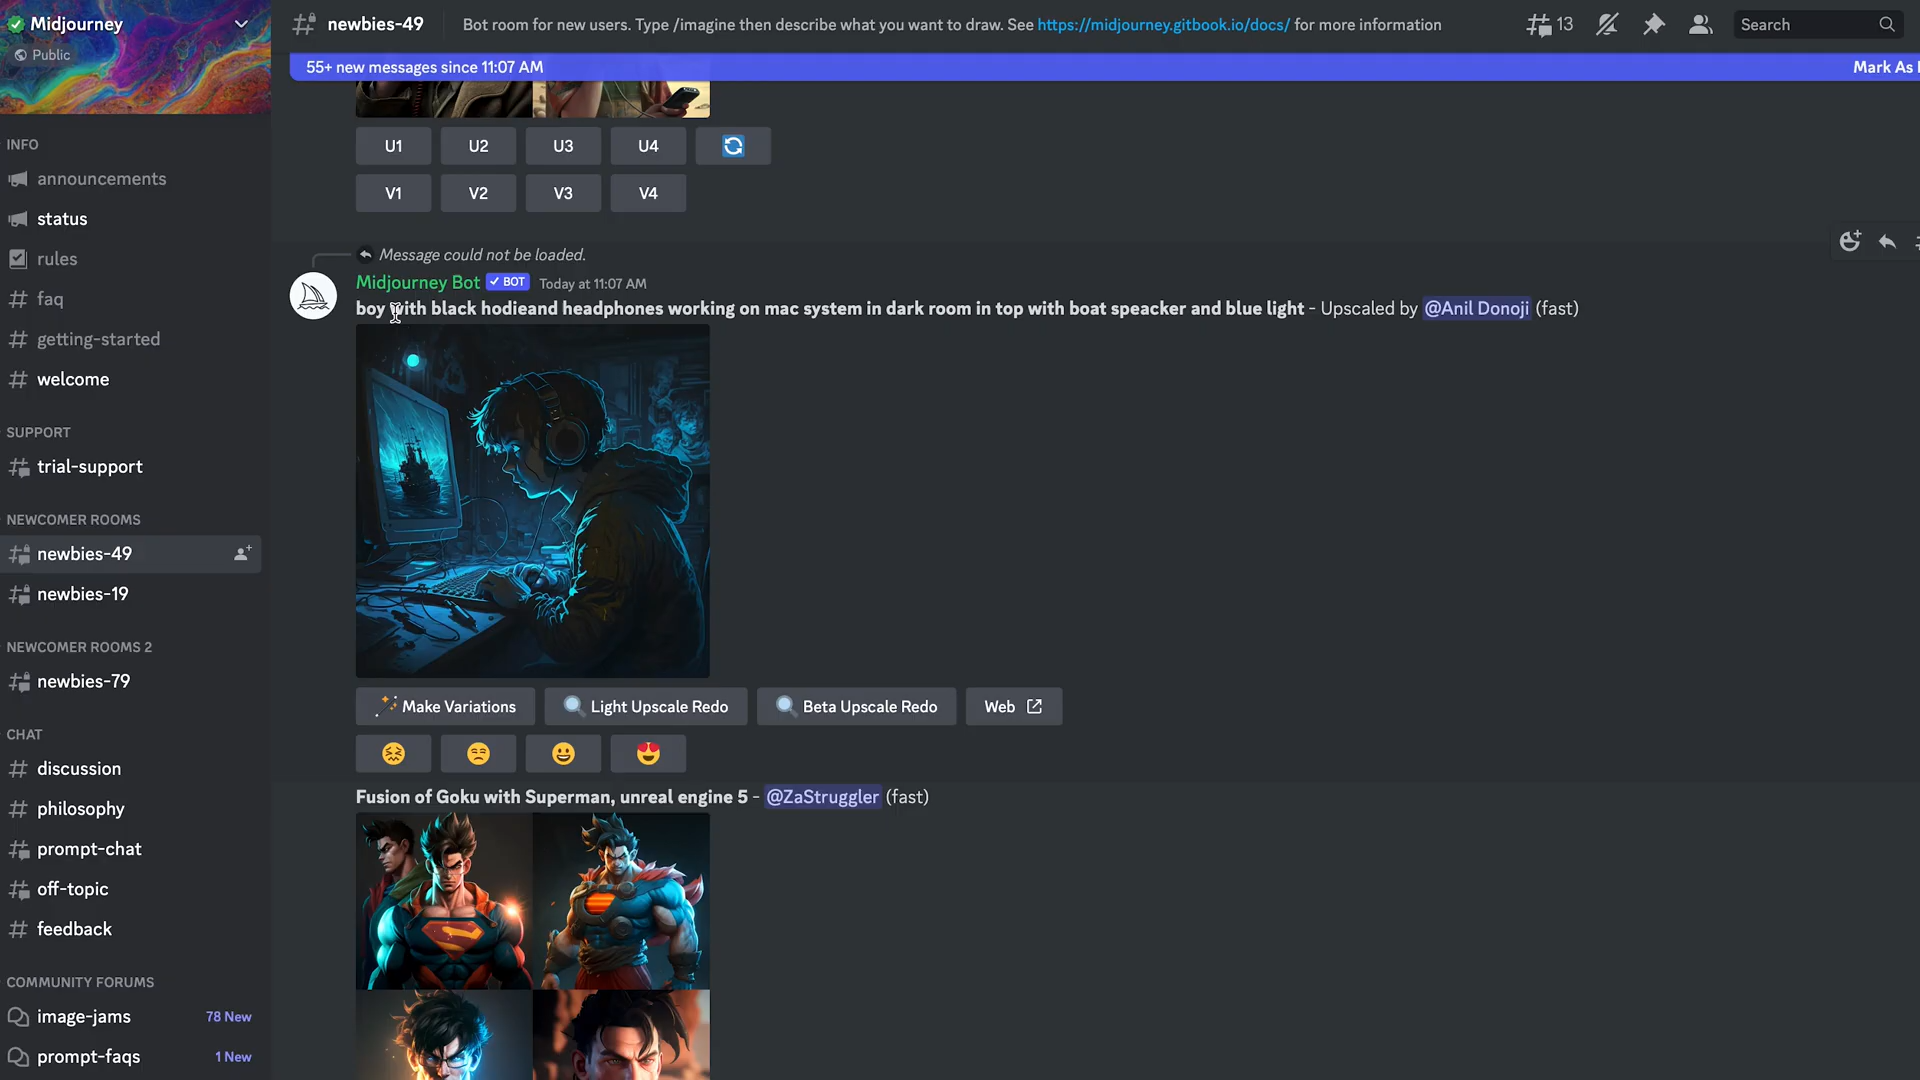 Midjourney
Public
newbies-49
Bot room for new users. Type /imagine then describe what you want to draw. See https://midjourney.gitbook.io/docs/ for more information
13
Search
55+ new messages since 11:07 AM
Mark As
INFO
announcements
status
rules
faq
getting-started
welcome
SUPPORT
trial-support
NEWCOMER ROOMS
newbies-49
newbies-19
NEWCOMER ROOMS 2
newbies-79
CHAT
discussion
philosophy
prompt-chat
off-topic
feedback
COMMUNITY FORUMS
image-jams 78 New
prompt-faqs 1 New
U1 U2 U3 U4
V1 V2 V3 V4
Message could not be loaded.
Midjourney Bot BOT Today at 11:07 AM
boy with black hodieand headphones working on mac system in dark room in top with boat speacker and blue light - Upscaled by @Anil Donoji (fast)
Make Variations Light Upscale Redo Beta Upscale Redo Web
Fusion of Goku with Superman, unreal engine 5 - @ZaStruggler (fast)